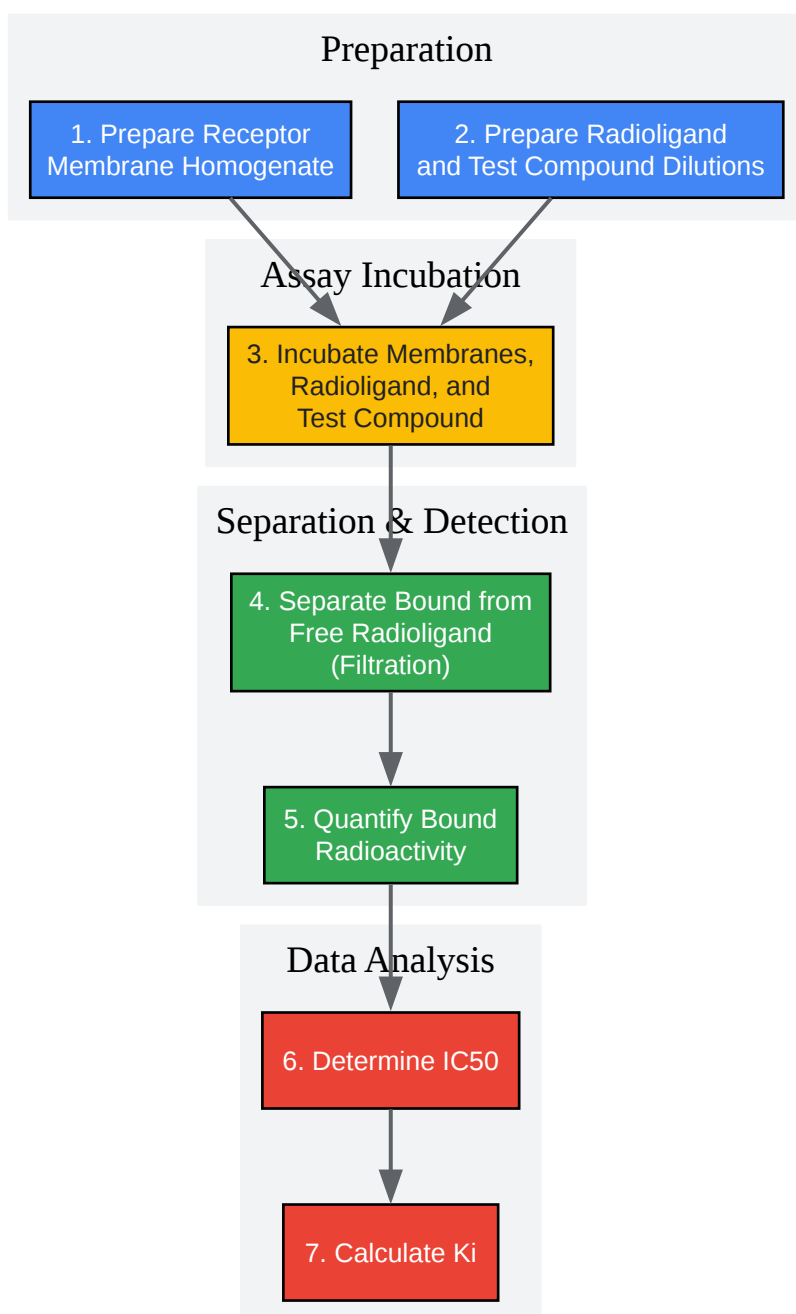 Preparation
1. Prepare Receptor
Membrane Homogenate
2. Prepare Radioligand
and Test Compound Dilutions
Assay Incubation
3. Incubate Membranes,
Radioligand, and
Test Compound
Separation & Detection
4. Separate Bound from
Free Radioligand
(Filtration)
5. Quantify Bound
Radioactivity
Data Analysis
6. Determine IC50
7. Calculate Ki